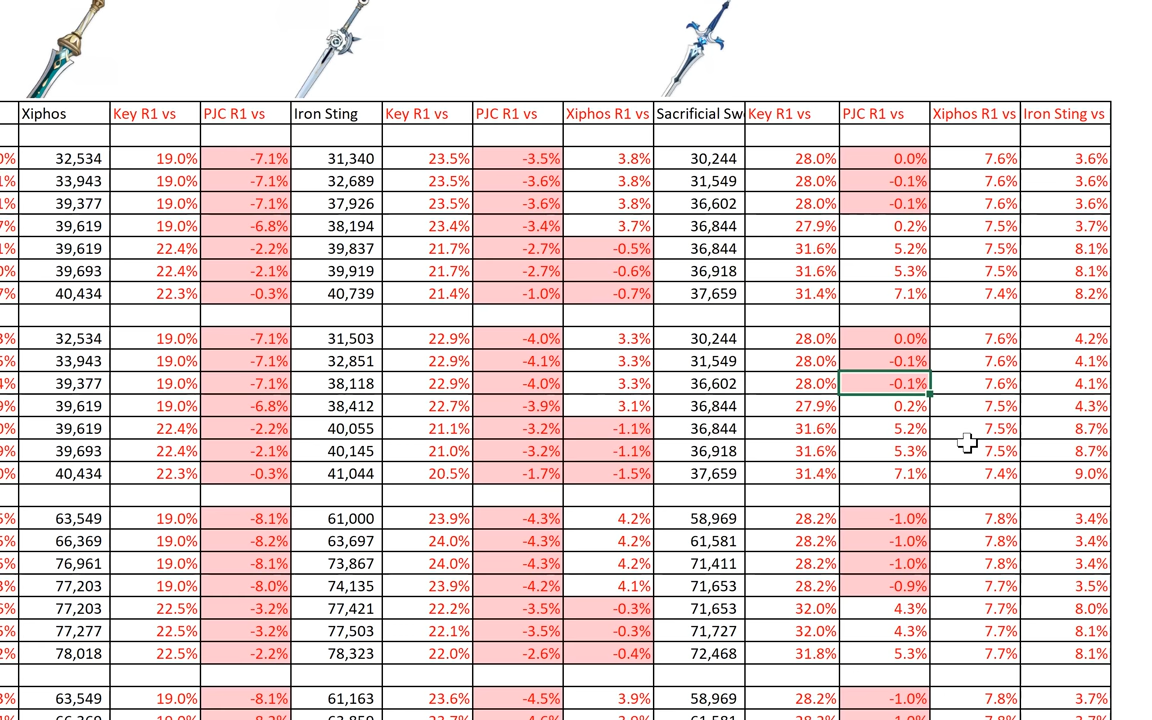 Xiphos Key R1 vs PJC R1 vs Iron Sting Key R1 vs PJC R1 vs Xiphos R1 vs Sacrificial Sw Key R1 vs PJC R1 vs Xiphos R1 vs Iron Sting vs
0% 32,534 19.0% -7.1% 31,340 23.5% -3.5% 3.8% 30,244 28.0% 0.0% 7.6% 3.6%
1% 33,943 19.0% -7.1% 32,689 23.5% -3.6% 3.8% 31,549 28.0% -0.1% 7.6% 3.6%
1% 39,377 19.0% -7.1% 37,926 23.5% -3.6% 3.8% 36,602 28.0% -0.1% 7.6% 3.6%
7% 39,619 19.0% -6.8% 38,194 23.4% -3.4% 3.7% 36,844 27.9% 0.2% 7.5% 3.7%
1% 39,619 22.4% -2.2% 39,837 21.7% -2.7% -0.5% 36,844 31.6% 5.2% 7.5% 8.1%
0% 39,693 22.4% -2.1% 39,919 21.7% -2.7% -0.6% 36,918 31.6% 5.3% 7.5% 8.1%
7% 40,434 22.3% -0.3% 40,739 21.4% -1.0% -0.7% 37,659 31.4% 7.1% 7.4% 8.2%
3% 32,534 19.0% -7.1% 31,503 22.9% -4.0% 3.3% 30,244 28.0% 0.0% 7.6% 4.2%
5% 33,943 19.0% -7.1% 32,851 22.9% -4.1% 3.3% 31,549 28.0% -0.1% 7.6% 4.1%
4% 39,377 19.0% -7.1% 38,118 22.9% -4.0% 3.3% 36,602 28.0% -0.1% 7.6% 4.1%
9% 39,619 19.0% -6.8% 38,412 22.7% -3.9% 3.1% 36,844 27.9% 0.2% 7.5% 4.3%
0% 39,619 22.4% -2.2% 40,055 21.1% -3.2% -1.1% 36,844 31.6% 5.2% 7.5% 8.7%
9% 39,693 22.4% -2.1% 40,145 21.0% -3.2% -1.1% 36,918 31.6% 5.3% 7.5% 8.7%
0% 40,434 22.3% -0.3% 41,044 20.5% -1.7% -1.5% 37,659 31.4% 7.1% 7.4% 9.0%
5% 63,549 19.0% -8.1% 61,000 23.9% -4.3% 4.2% 58,969 28.2% -1.0% 7.8% 3.4%
5% 66,369 19.0% -8.2% 63,697 24.0% -4.3% 4.2% 61,581 28.2% -1.0% 7.8% 3.4%
5% 76,961 19.0% -8.1% 73,867 24.0% -4.3% 4.2% 71,411 28.2% -1.0% 7.8% 3.4%
3% 77,203 19.0% -8.0% 74,135 23.9% -4.2% 4.1% 71,653 28.2% -0.9% 7.7% 3.5%
5% 77,203 22.5% -3.2% 77,421 22.2% -3.5% -0.3% 71,653 32.0% 4.3% 7.7% 8.0%
5% 77,277 22.5% -3.2% 77,503 22.1% -3.5% -0.3% 71,727 32.0% 4.3% 7.7% 8.1%
2% 78,018 22.5% -2.2% 78,323 22.0% -2.6% -0.4% 72,468 31.8% 5.3% 7.7% 8.1%
3% 63,549 19.0% -8.1% 61,163 23.6% -4.5% 3.9% 58,969 28.2% -1.0% 7.8% 3.7%